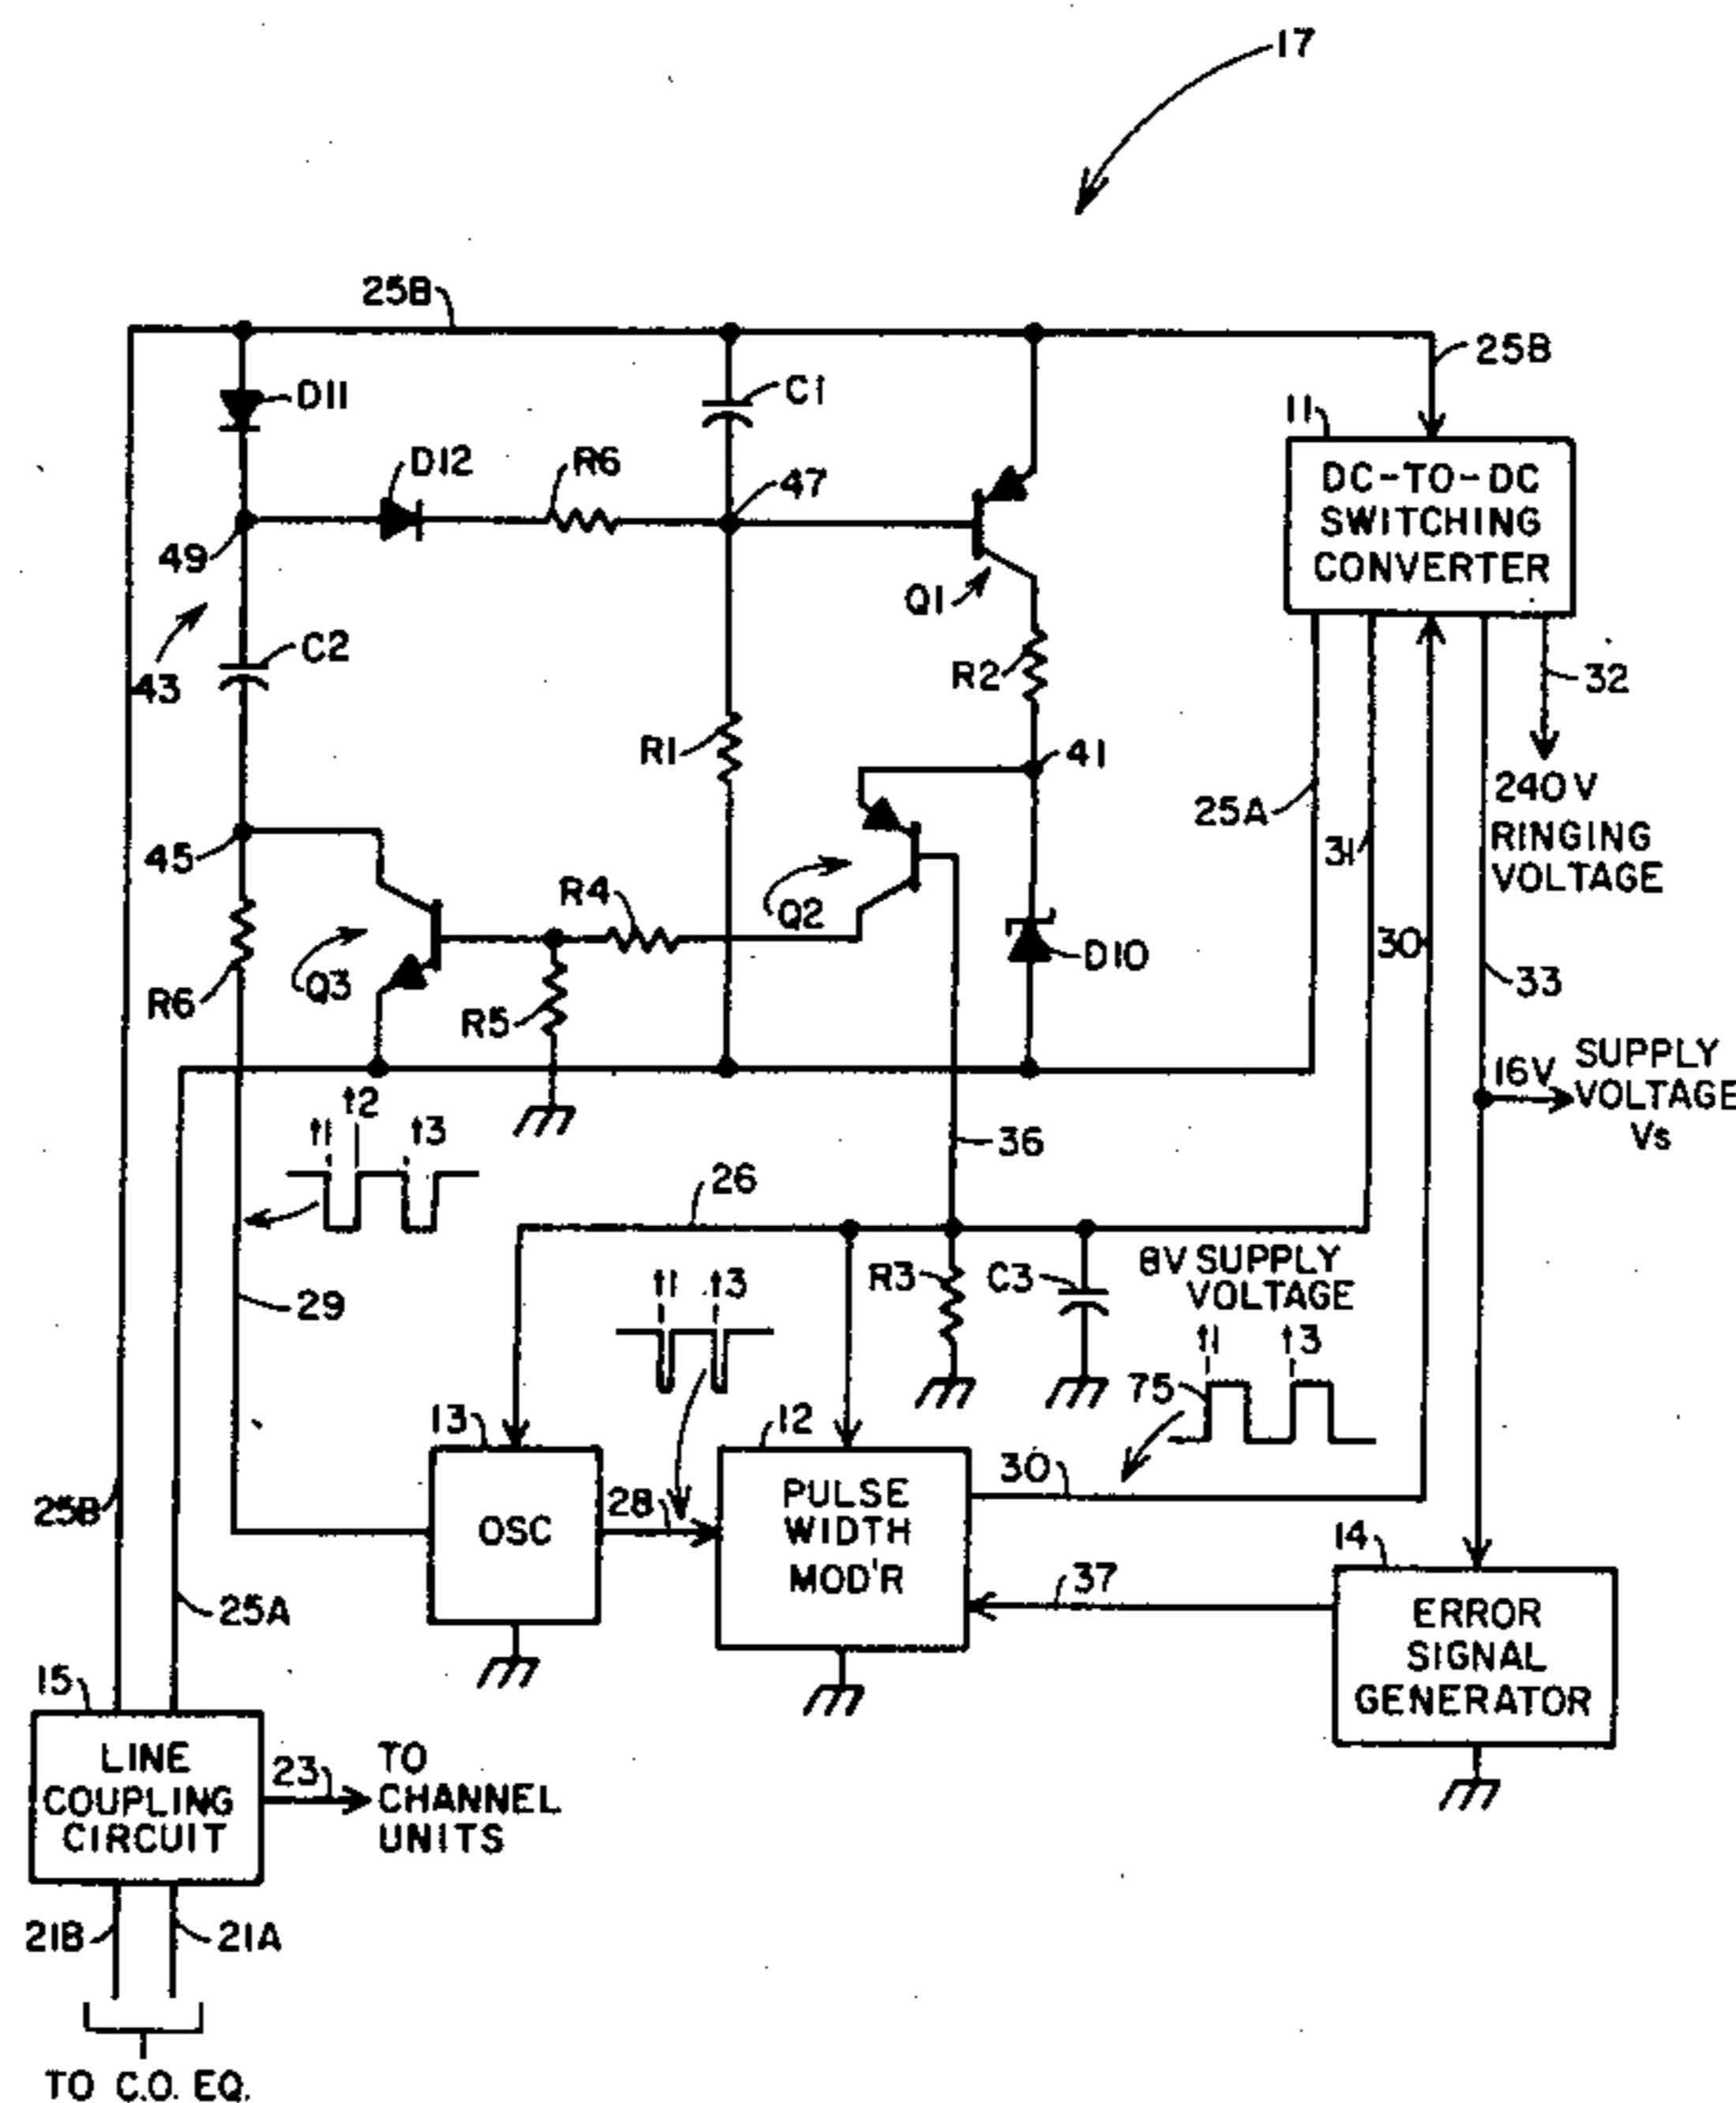 17
25B
25B
D11
C1
11
D12
R6
47
DC-TO-DC
SWITCHING
CONVERTER
49
Q1
43
C2
R2
32
R1
41
25A
31
240V
RINGING
VOLTAGE
45
R4
Q2
30
D10
33
R6
Q3
R5
16V
SUPPLY
VOLTAGE
Vs
t1
t2
t3
36
26
29
t1
t3
R3
C3
8V SUPPLY
VOLTAGE
t1
t3
75
13
12
25B
OSC
28
PULSE
WIDTH
MOD'R
30
14
37
25A
ERROR
SIGNAL
GENERATOR
15
LINE
COUPLING
CIRCUIT
23
TO
CHANNEL
UNITS
21B
21A
TO C.O. EQ.